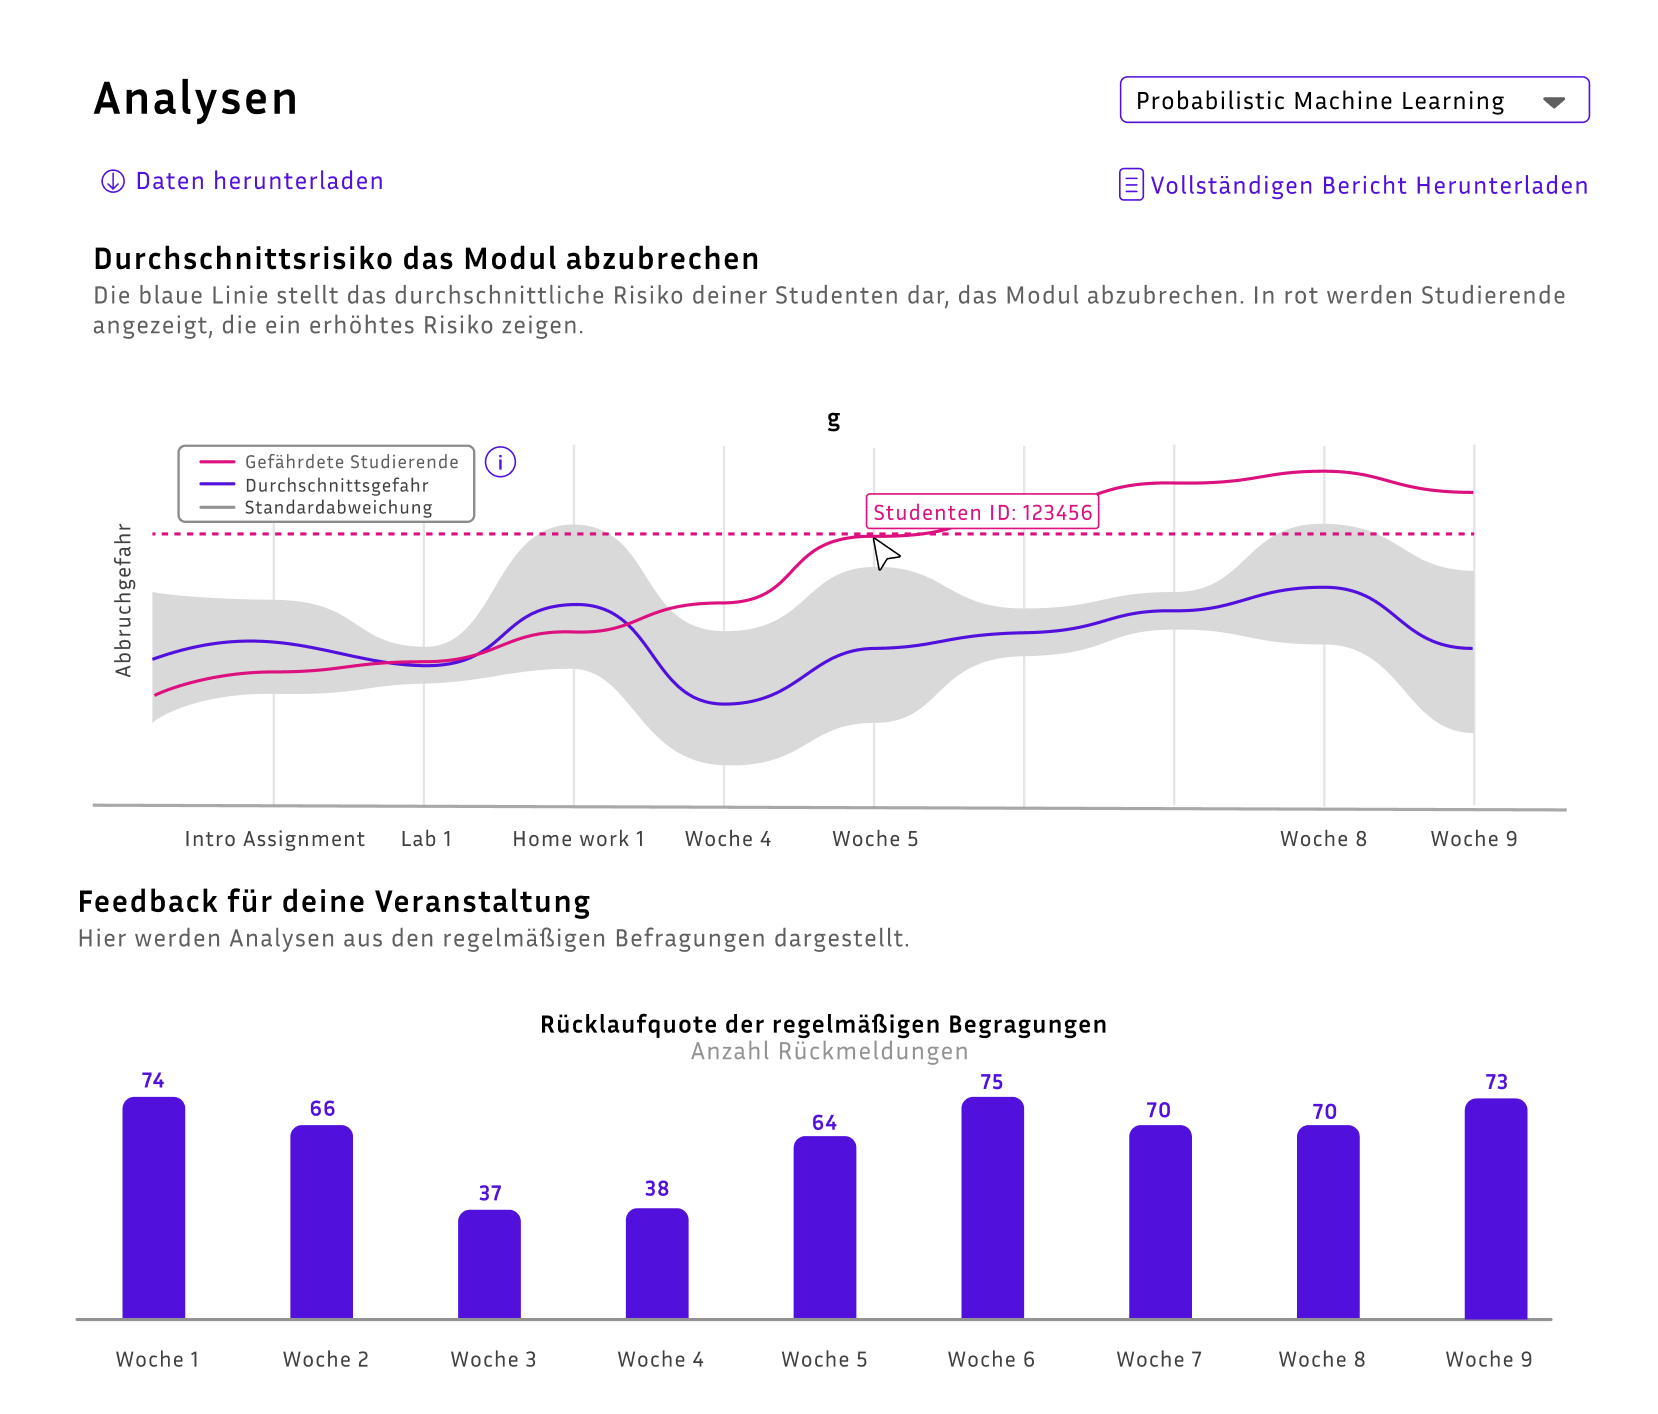 Analysen
Probabilistic Machine Learning
Daten herunterladen
Vollständigen Bericht Herunterladen
Durchschnittsrisiko das Modul abzubrechen
Die blaue Linie stellt das durchschnittliche Risiko deiner Studenten dar, das Modul abzubrechen. In rot werden Studierende
angezeigt, die ein erhöhtes Risiko zeigen.
g
Gefährdete Studierende
Durchschnittsgefahr
Standardabweichung
i
Studenten ID: 123456
Abbruchgefahr
Intro Assignment Lab 1 Home work 1 Woche 4 Woche 5 Woche 8 Woche 9
Feedback für deine Veranstaltung
Hier werden Analysen aus den regelmäßigen Befragungen dargestellt.
Rücklaufquote der regelmäßigen Begragungen
Anzahl Rückmeldungen
74 66 37 38 64 75 70 70 73
Woche 1 Woche 2 Woche 3 Woche 4 Woche 5 Woche 6 Woche 7 Woche 8 Woche 9